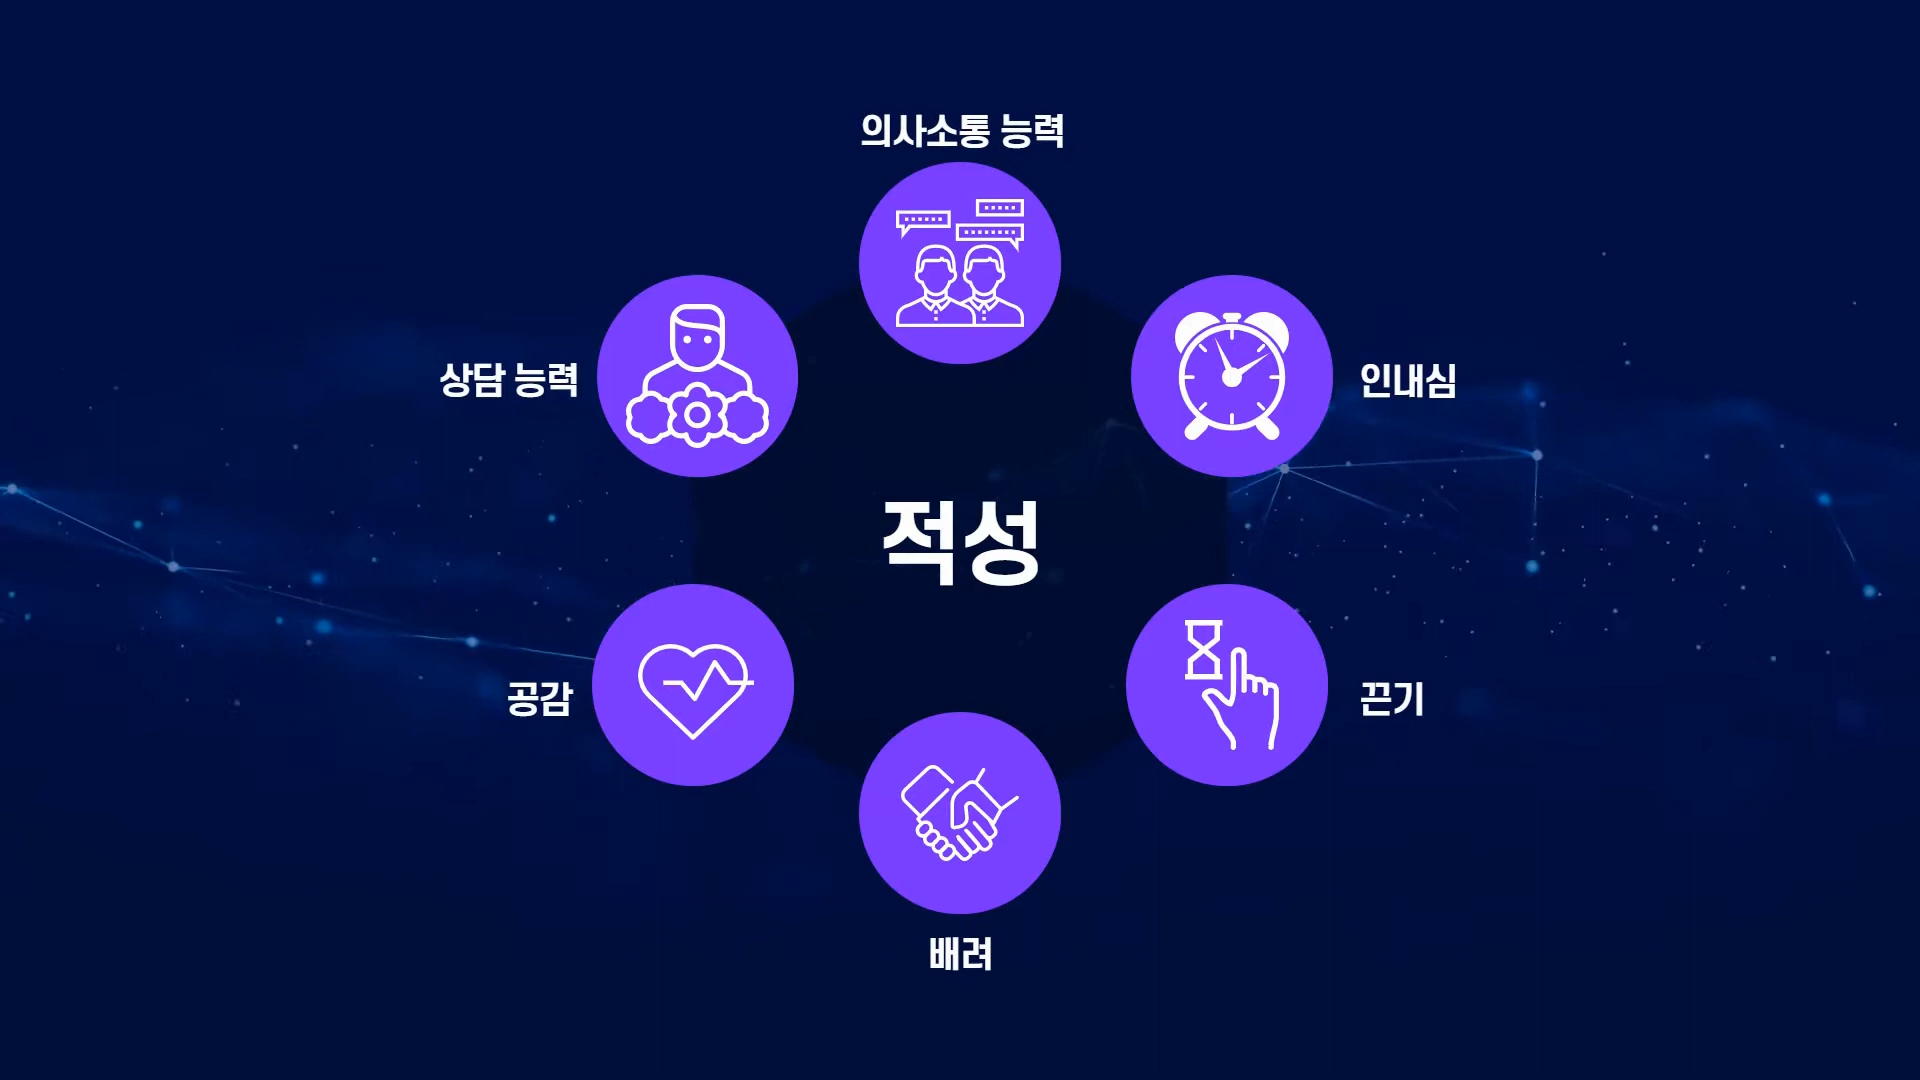 의사소통 능력
상담 능력
인내심
적성
공감
끈기
배려